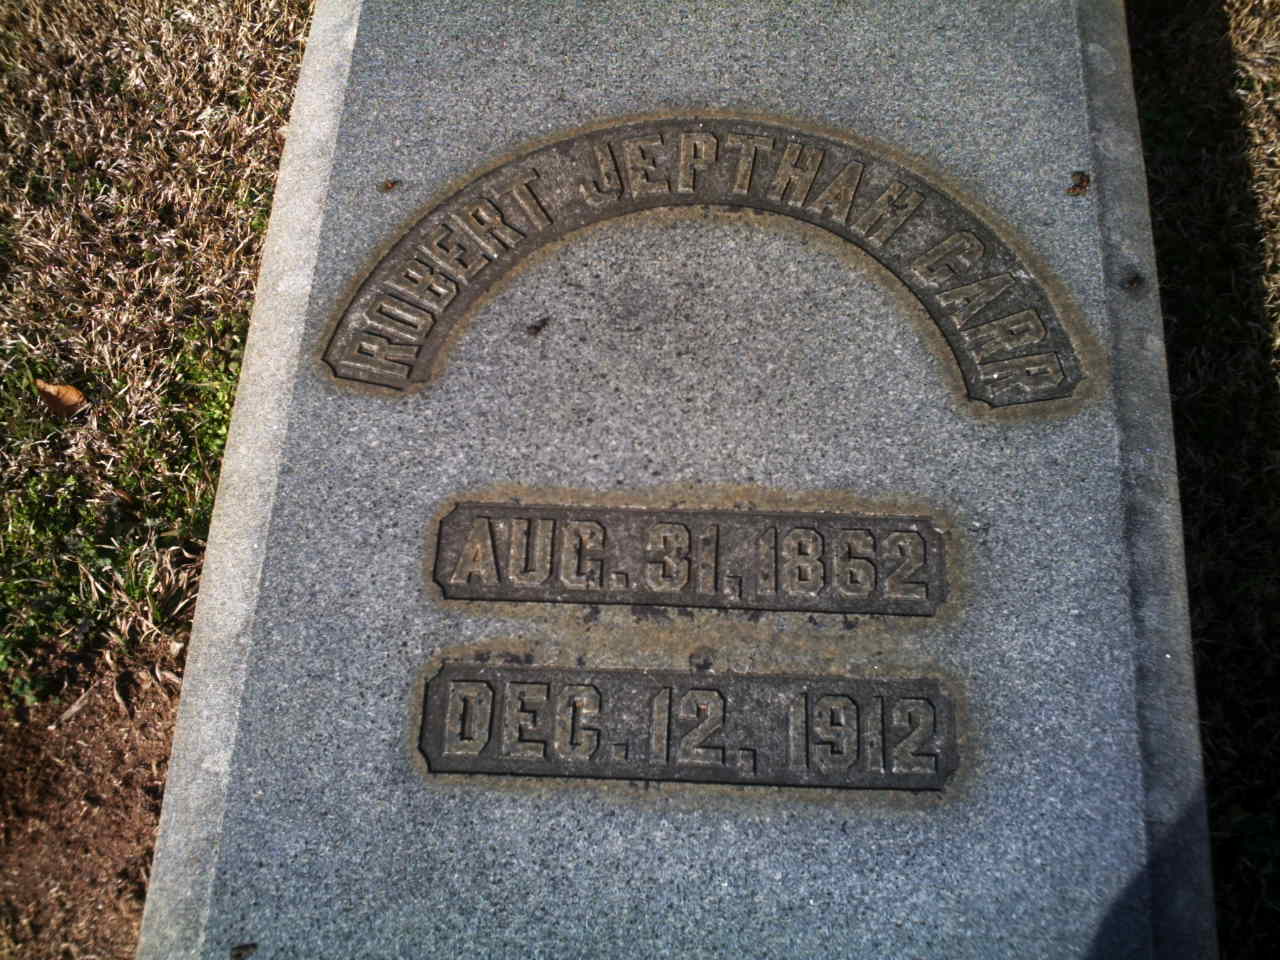 ROBERT JEPTHAH CARR
AUG. 31, 1862
DEC. 12, 1912